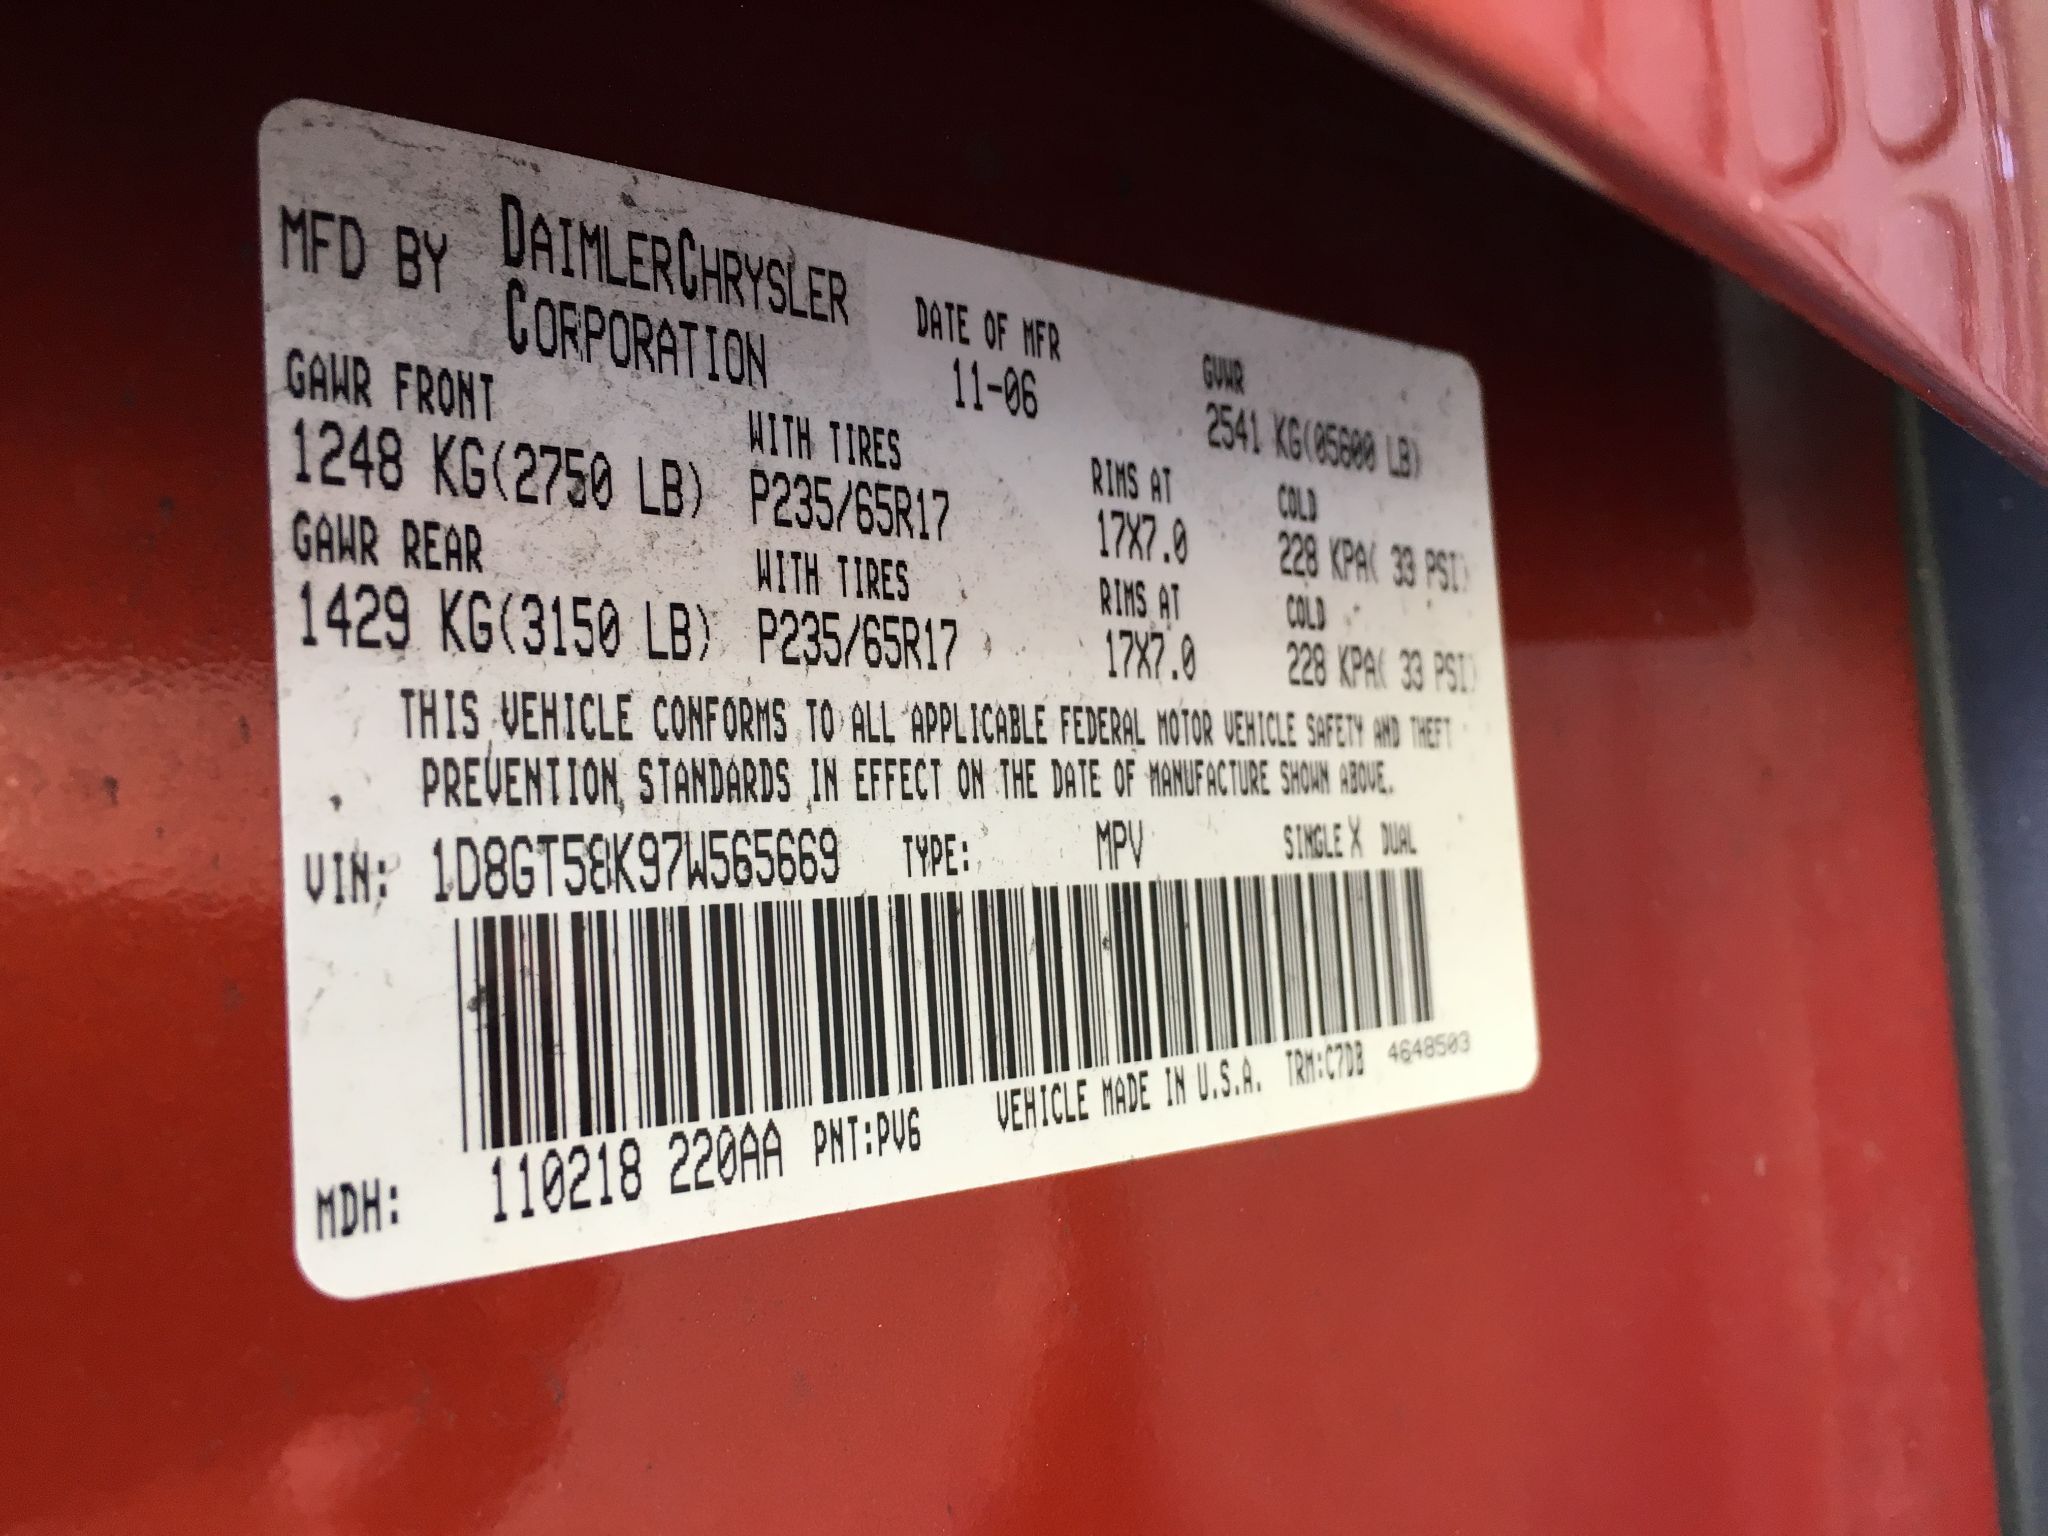 MFD BY DAIMLERCHRYSLER CORPORATION
DATE OF MFR 11-06
GVWR 2541 KG(05600 LB)
GAWR FRONT WITH TIRES RIMS AT COLD
1248 KG(2750 LB) P235/65R17 17X7.0 228 KPA( 33 PSI)
GAWR REAR WITH TIRES RIMS AT COLD
1429 KG(3150 LB) P235/65R17 17X7.0 228 KPA( 33 PSI)
THIS VEHICLE CONFORMS TO ALL APPLICABLE FEDERAL MOTOR VEHICLE SAFETY AND THEFT
PREVENTION STANDARDS IN EFFECT ON THE DATE OF MANUFACTURE SHOWN ABOVE.
VIN: 1D8GT58K97W565669 TYPE: MPV SINGLE X DUAL
MDH: 110218 220AA PNT:PV6 VEHICLE MADE IN U.S.A. TRM:C7DB 4648503